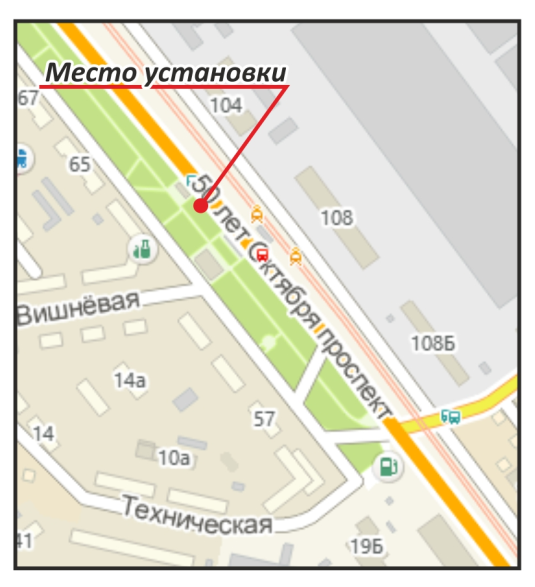 Место установки
67
104
65
50 лет Октября проспект
108
Вишнёвая
108Б
14а
57
14
10а
Техническая
41
19Б